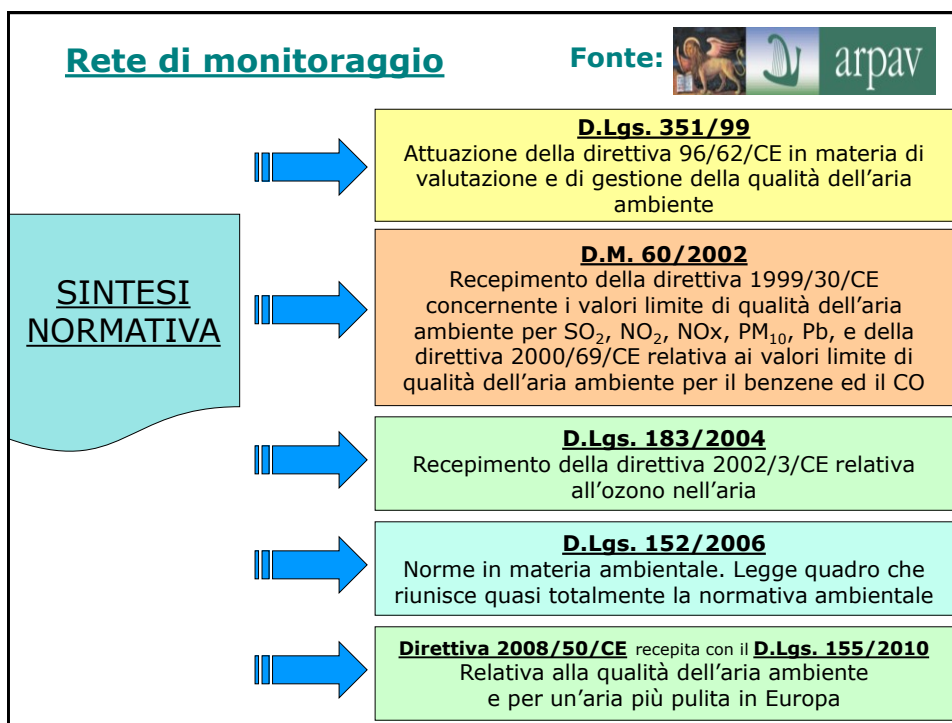 Rete di monitoraggio
Fonte:
arpav
D.Lgs. 351/99
Attuazione della direttiva 96/62/CE in materia di
valutazione e di gestione della qualità dell’aria
ambiente
SINTESI
NORMATIVA
D.M. 60/2002
Recepimento della direttiva 1999/30/CE
concernente i valori limite di qualità dell’aria
ambiente per SO₂, NO₂, NOx, PM₁₀, Pb, e della
direttiva 2000/69/CE relativa ai valori limite di
qualità dell’aria ambiente per il benzene ed il CO
D.Lgs. 183/2004
Recepimento della direttiva 2002/3/CE relativa
all’ozono nell’aria
D.Lgs. 152/2006
Norme in materia ambientale. Legge quadro che
riunisce quasi totalmente la normativa ambientale
Direttiva 2008/50/CE recepita con il D.Lgs. 155/2010
Relativa alla qualità dell’aria ambiente
e per un’aria più pulita in Europa